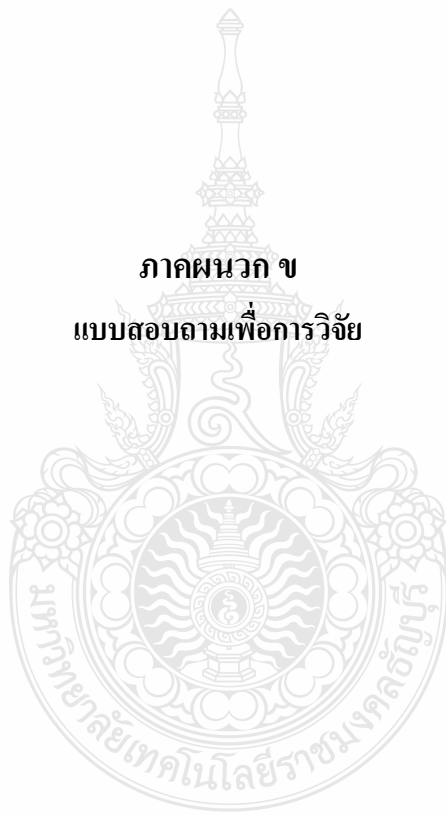 ภาคผนวก ข
แบบสอบถามเพื่อการวิจัย
มหาวิทยาลัยเทคโนโลยีราชมงคลธัญบุรี